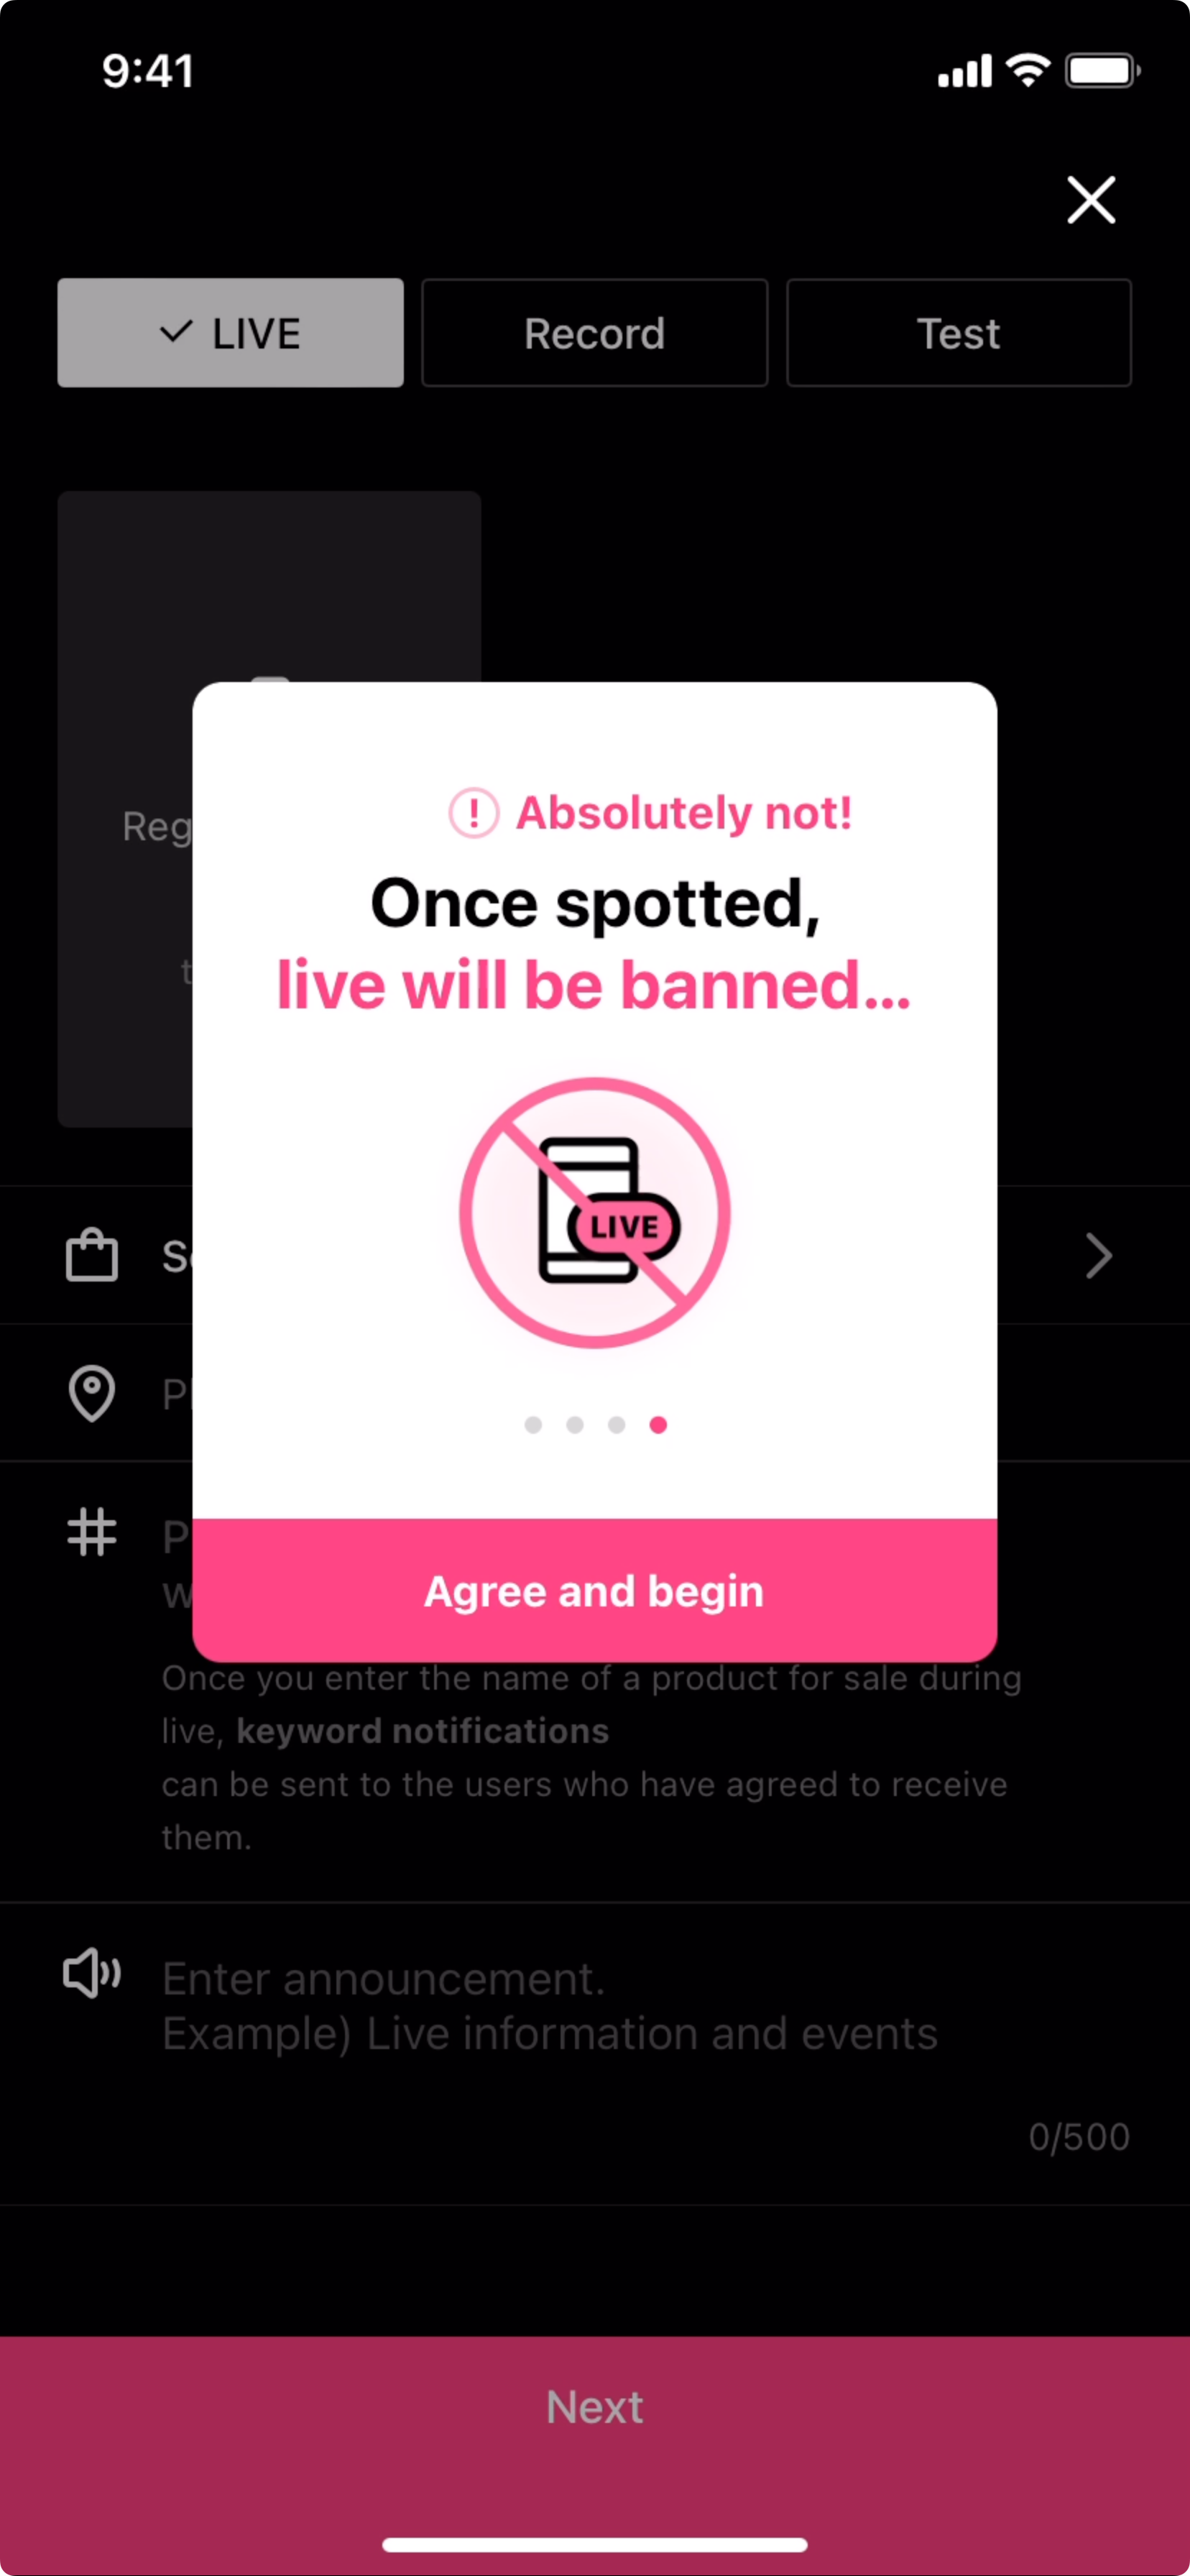 9:41
LIVE
Record
Test
Reg
! Absolutely not!
Once spotted,
live will be banned...
LIVE
Agree and begin
Once you enter the name of a product for sale during
live, keyword notifications
can be sent to the users who have agreed to receive
them.
Enter announcement.
Example) Live information and events
0/500
Next